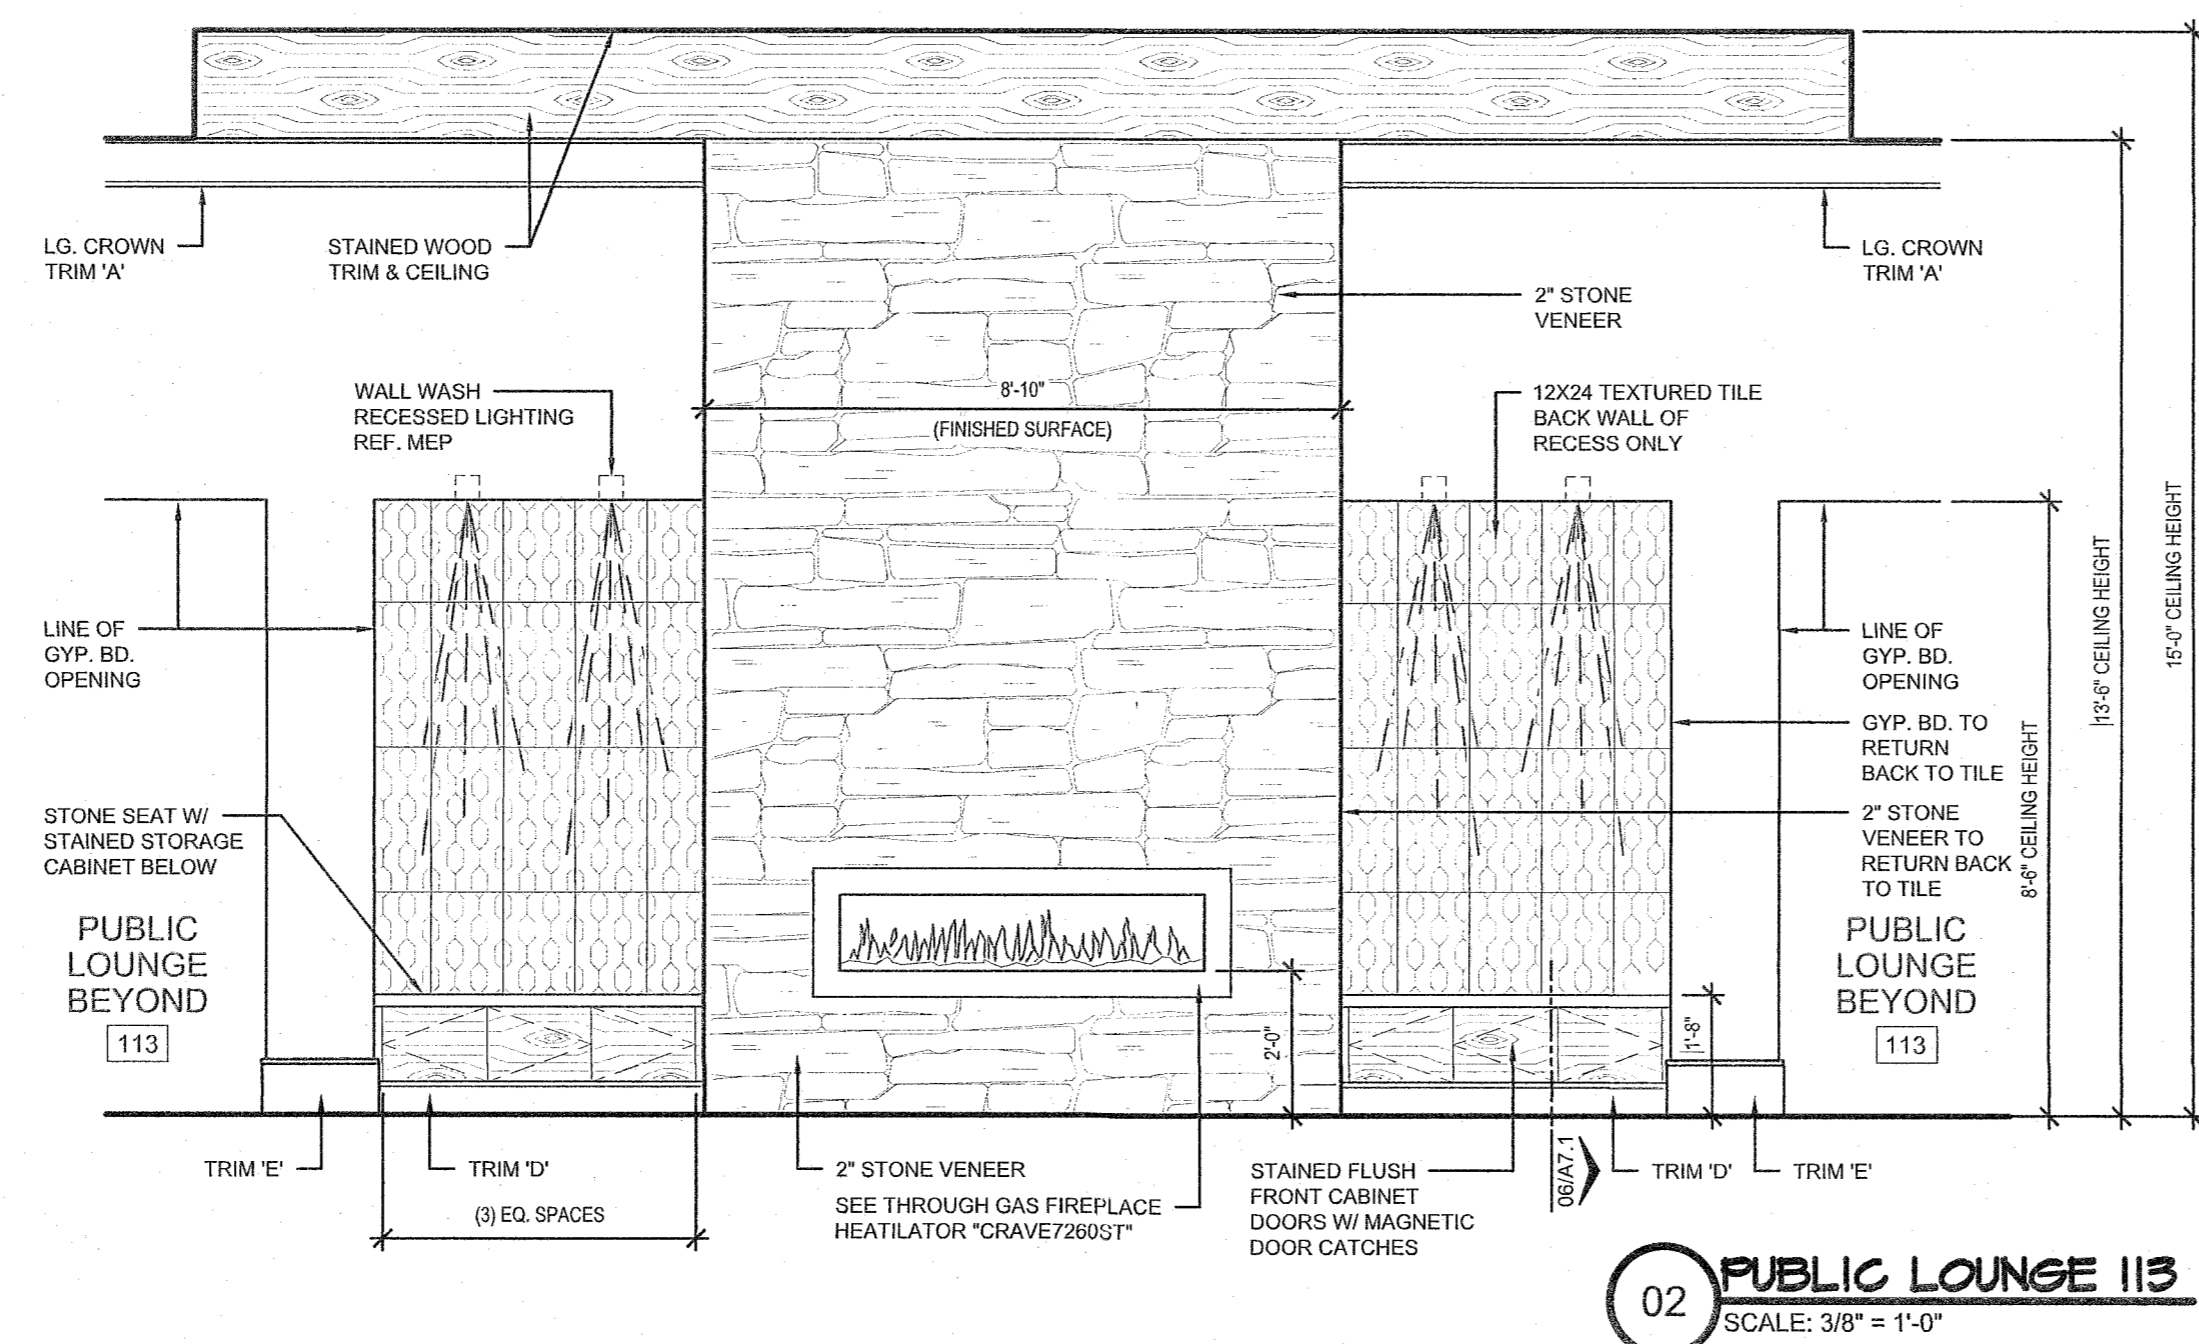 LG. CROWN
TRIM 'A'
STAINED WOOD
TRIM & CEILING
LG. CROWN
TRIM 'A'
2" STONE
VENEER
8'-10"
(FINISHED SURFACE)
WALL WASH
RECESSED LIGHTING
REF. MEP
12X24 TEXTURED TILE
BACK WALL OF
RECESS ONLY
LINE OF
GYP. BD.
OPENING
LINE OF
GYP. BD.
OPENING
GYP. BD. TO
RETURN
BACK TO TILE
2" STONE
VENEER TO
RETURN BACK
TO TILE
8'-6" CEILING HEIGHT
13'-6" CEILING HEIGHT
15'-0" CEILING HEIGHT
STONE SEAT W/
STAINED STORAGE
CABINET BELOW
PUBLIC
LOUNGE
BEYOND
113
PUBLIC
LOUNGE
BEYOND
113
2'-0"
1'-8"
TRIM 'E'
TRIM 'D'
(3) EQ. SPACES
2" STONE VENEER
SEE THROUGH GAS FIREPLACE
HEATILATOR "CRAVE7260ST"
STAINED FLUSH
FRONT CABINET
DOORS W/ MAGNETIC
DOOR CATCHES
06/A7.1
TRIM 'D'
TRIM 'E'
02
PUBLIC LOUNGE 113
SCALE: 3/8" = 1'-0"